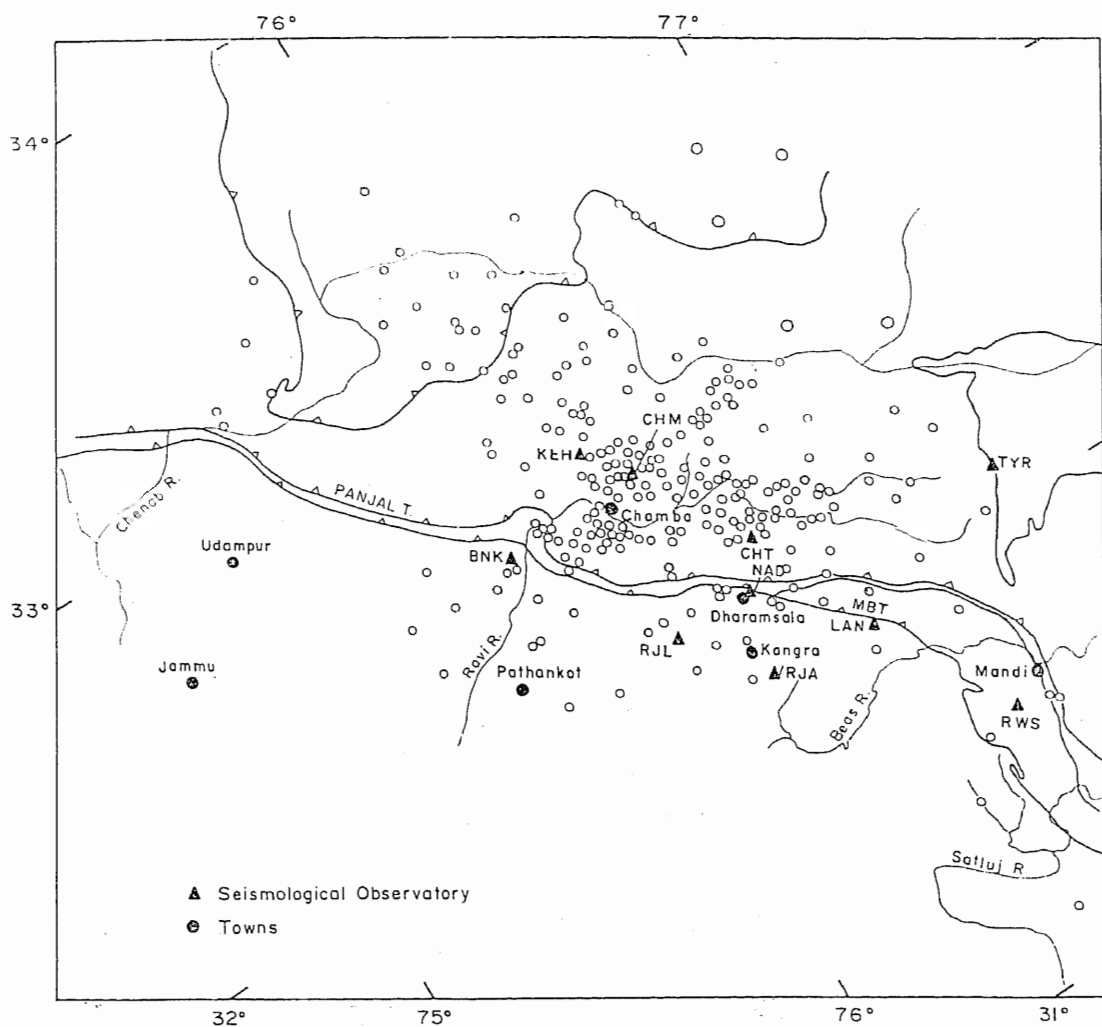 76° 77°
34°
CHM
KEH
TYR
PANJAL T.
Chenab R.
Chamba
Udampur
BNK
CHT
NAD
33°
MBT
Dharamsala
LAN
RJL
Ravi R.
Kangra
Jammu
Pathankot
RJA
Mandi
Beas R.
RWS
Satluj R
Seismological Observatory
Towns
32° 75° 76° 31°